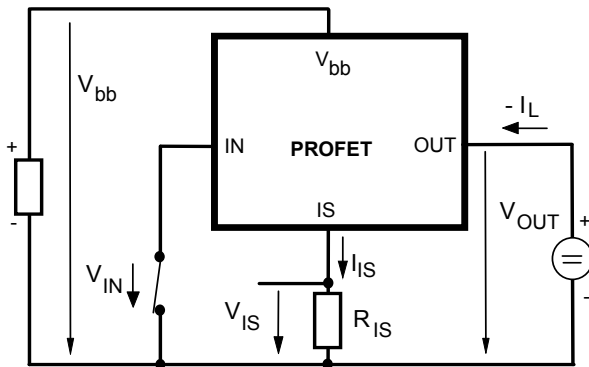 V_bb
V_bb
- I_L
IN
PROFET
OUT
+
IS
-
V_OUT
+
V_IN
I_IS
V_IS
R_IS
-